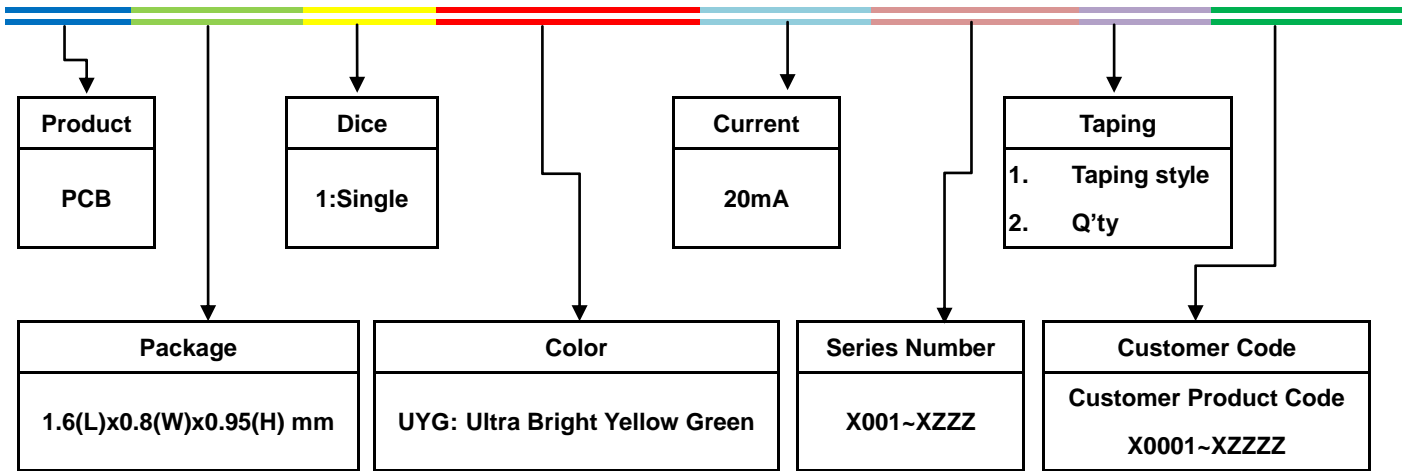 Product
PCB
Dice
1:Single
Current
20mA
Taping
1. Taping style
2. Q'ty
Package
1.6(L)x0.8(W)x0.95(H) mm
Color
UYG: Ultra Bright Yellow Green
Series Number
X001~XZZZ
Customer Code
Customer Product Code
X0001~XZZZZ